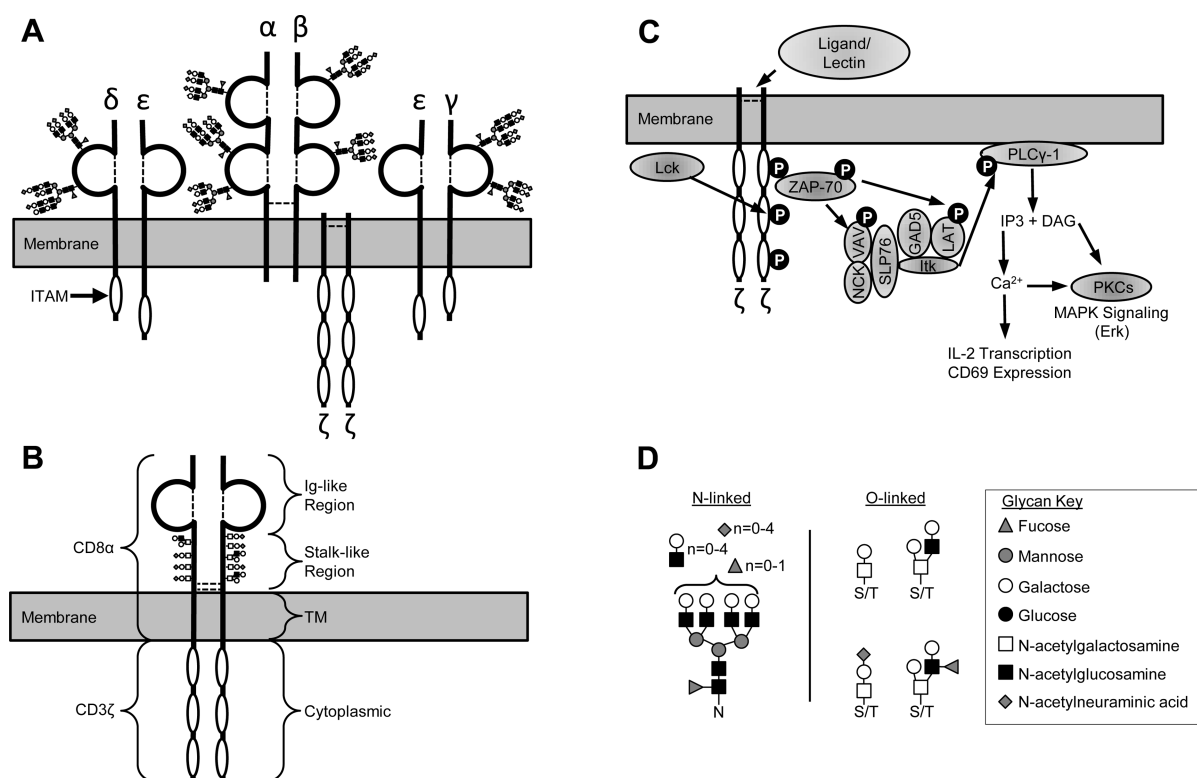 A
α β
δ ε
ε γ
Membrane
ITAM
ζ ζ
B
Ig-like
Region
CD8α
Stalk-like
Region
Membrane
TM
CD3ζ
Cytoplasmic
C
Ligand/
Lectin
Membrane
Lck
P
P
P
ZAP-70
P
PLCγ-1
P
VAV
P
NCK
SLP76
GAD5
LAT
P
Itk
IP3 + DAG
Ca²⁺
PKCs
MAPK Signaling
(Erk)
IL-2 Transcription
CD69 Expression
ζ ζ
D
N-linked
n=0-4
n=0-4
n=0-1
N
O-linked
S/T
S/T
S/T
S/T
Glycan Key
Fucose
Mannose
Galactose
Glucose
N-acetylgalactosamine
N-acetylglucosamine
N-acetylneuraminic acid